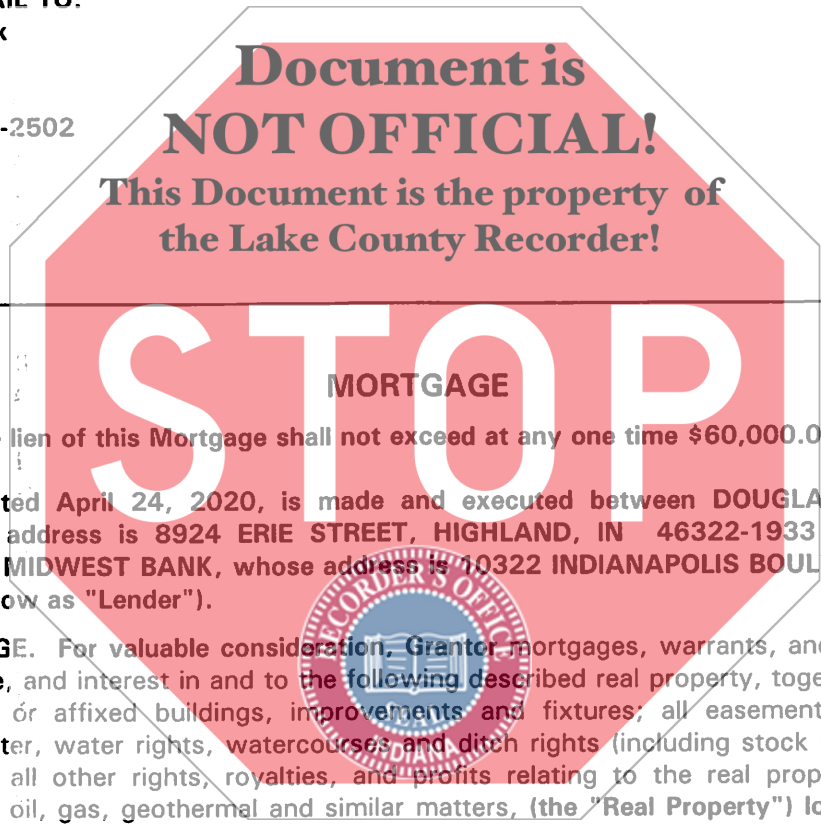 AIL TO:
k
-2502
Document is
NOT OFFICIAL!
This Document is the property of
the Lake County Recorder!
STOP
MORTGAGE
lien of this Mortgage shall not exceed at any one time $60,000.0
ted April 24, 2020, is made and executed between DOUGLA
address is 8924 ERIE STREET, HIGHLAND, IN 46322-1933
MIDWEST BANK, whose address is 10322 INDIANAPOLIS BOUL
ow as "Lender").
GE. For valuable consideration, Grantor mortgages, warrants, and
e, and interest in and to the following described real property, toge
or affixed buildings, improvements and fixtures; all easement
ter, water rights, watercourses and ditch rights (including stock
all other rights, royalties, and profits relating to the real prop
oil, gas, geothermal and similar matters, (the "Real Property") lo
RECORDER'S OFFICE
INDIANA